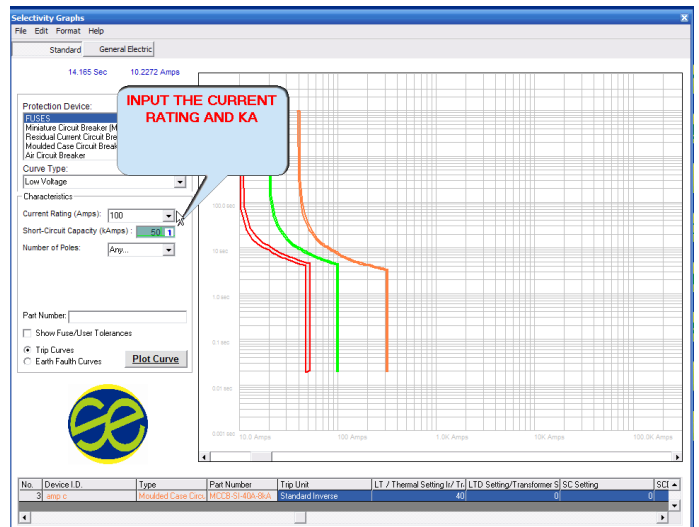 Selectivity Graphs
File Edit Format Help
Standard General Electric
14.165 Sec 10.2272 Amps
INPUT THE CURRENT
RATING AND KA
Protection Device:
FUSES
Miniature Circuit Breaker (M
Residual Current Circuit Bre
Moulded Case Circuit Break
Air Circuit Breaker
Curve Type:
Low Voltage
Characteristics
Current Rating (Amps): 100
Short-Circuit Capacity (kAmps) : 50 1
Number of Poles: Any...
Part Number:
Show Fuse/User Tolerances
Trip Curves
Earth Faulth Curves
Plot Curve
se
100.0 sec
10 sec
1.0 sec
0.1 sec
0.01 sec
0.001 sec 10.0 Amps 100 Amps 1.0K Amps 10K Amps 100.0K Amps
No. Device I.D. Type Part Number Trip Unit LT / Thermal Setting Ir/ Tr. LTD Setting/Transformer S SC Setting SCI
3 amp c Moulded Case Circu MCCB-SI-40A-8kA Standard Inverse 40 0 0